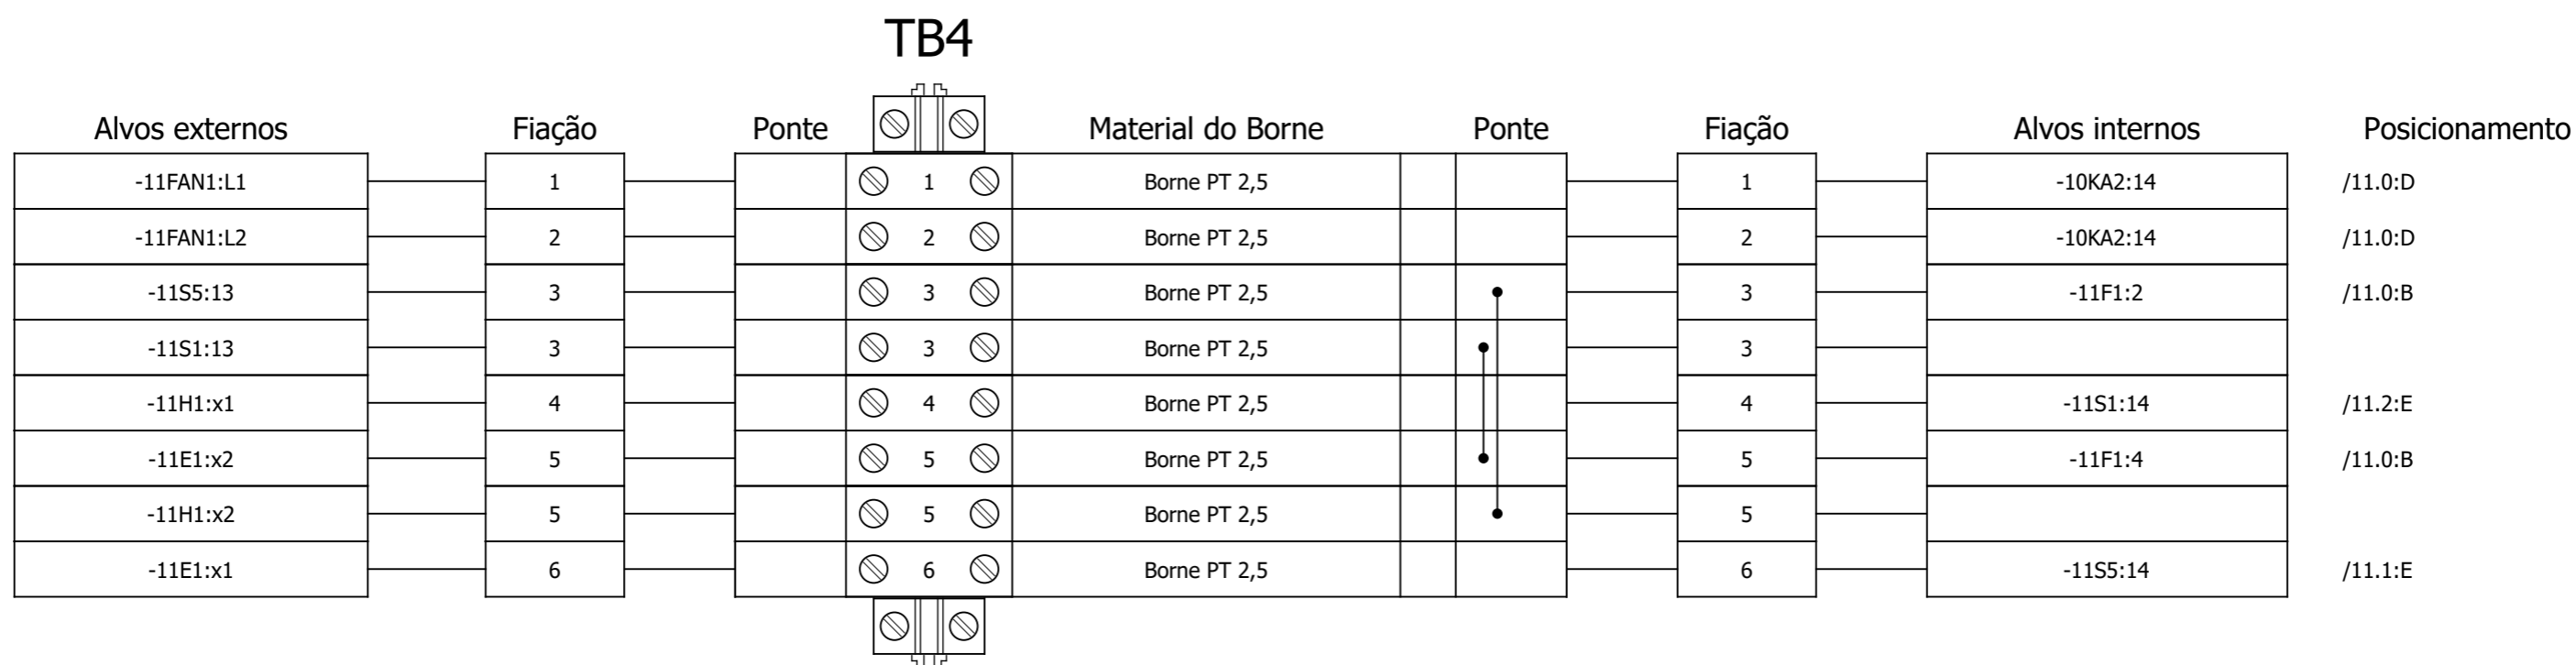 TB4
Alvos externos Fiação Ponte Material do Borne Ponte Fiação Alvos internos Posicionamento
-11FAN1:L1 1 1 Borne PT 2,5 1 -10KA2:14 /11.0:D
-11FAN1:L2 2 2 Borne PT 2,5 2 -10KA2:14 /11.0:D
-11S5:13 3 3 Borne PT 2,5 3 -11F1:2 /11.0:B
-11S1:13 3 3 Borne PT 2,5 3
-11H1:x1 4 4 Borne PT 2,5 4 -11S1:14 /11.2:E
-11E1:x2 5 5 Borne PT 2,5 5 -11F1:4 /11.0:B
-11H1:x2 5 5 Borne PT 2,5 5
-11E1:x1 6 6 Borne PT 2,5 6 -11S5:14 /11.1:E